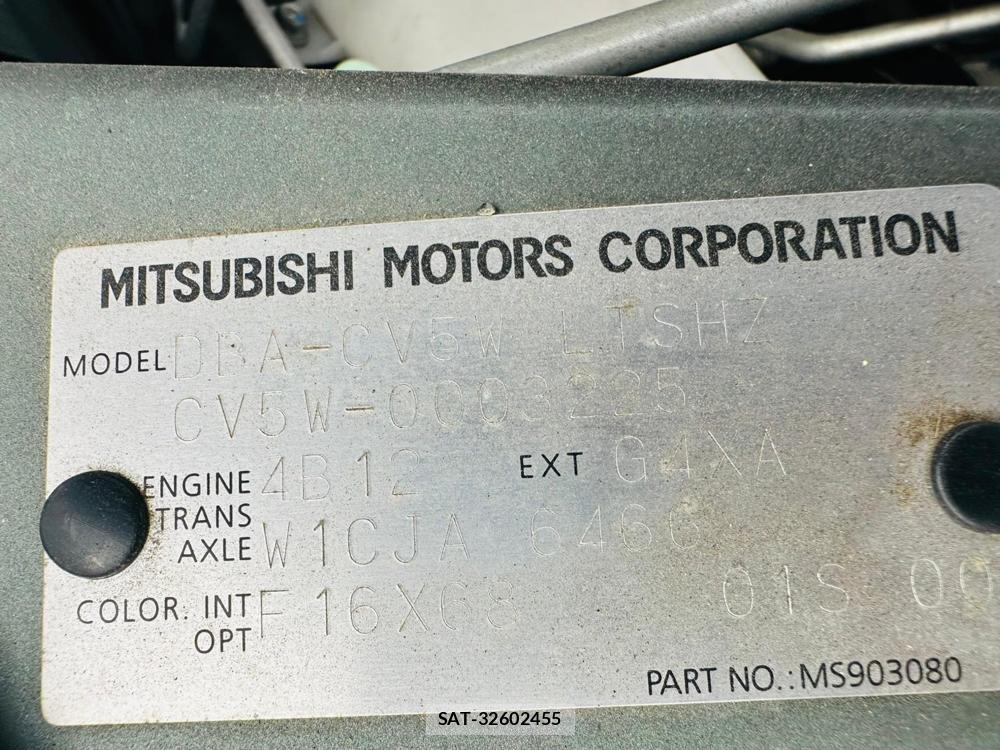 MITSUBISHI MOTORS CORPORATION
MODEL DBA-CV5W LTSHZ
CV5W-0003225
ENGINE 4B12 EXT G4XA
TRANS AXLE W1CJA 6466
COLOR. INT OPT F 16X68 01S 00
PART NO.:MS903080
SAT-32602455